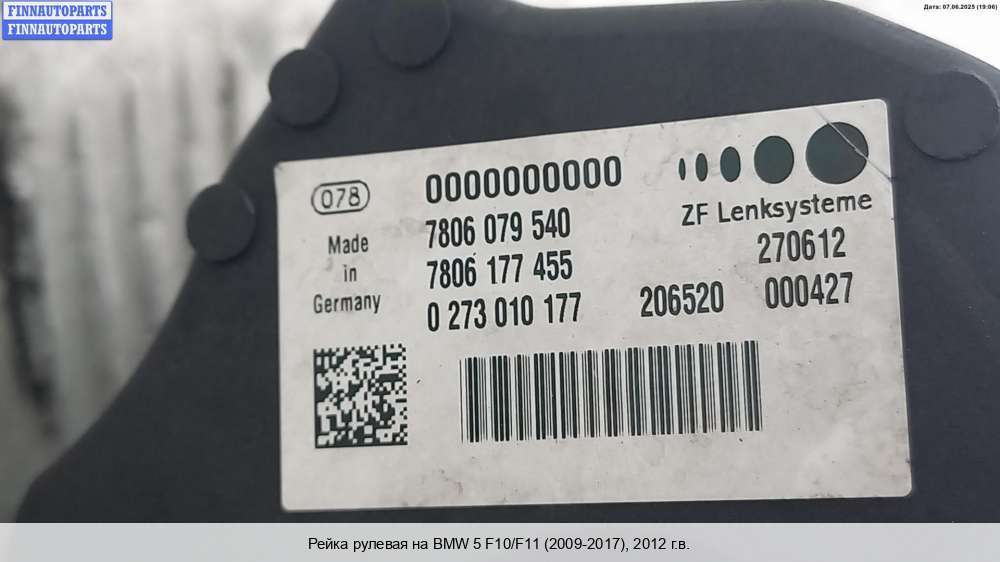 FINNAUTOPARTS
FINNAUTOPARTS
Дата: 07.06.2025 (19:06)
078
0000000000
ZF Lenksysteme
Made
in
Germany
7806 079 540
270612
7806 177 455
0 273 010 177 206520 000427
Рейка рулевая на BMW 5 F10/F11 (2009-2017), 2012 г.в.